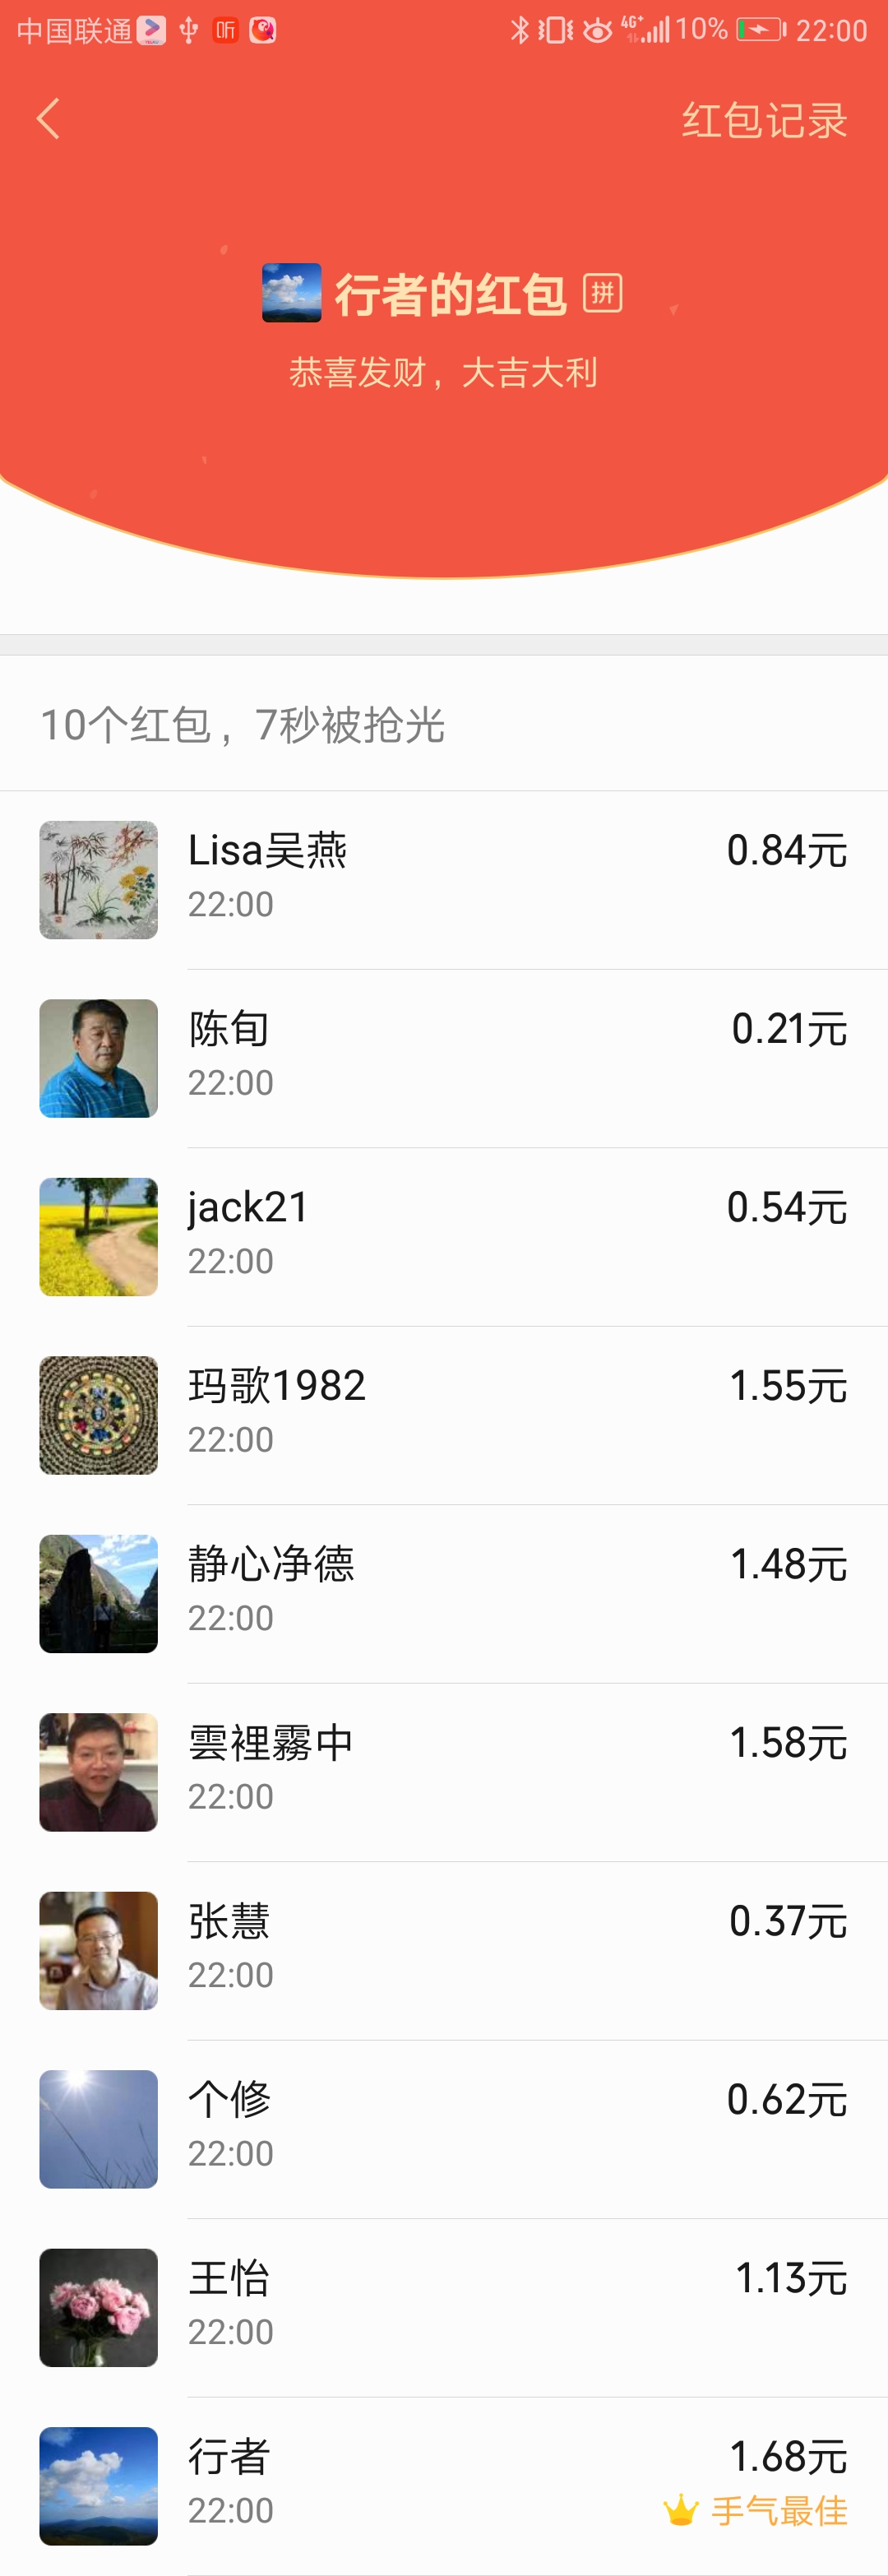 中国联通 听 4G+ 10% 22:00
红包记录
行者的红包 拼
恭喜发财，大吉大利
10个红包，7秒被抢光
Lisa吴燕 0.84元
22:00
陈旬 0.21元
22:00
jack21 0.54元
22:00
玛歌1982 1.55元
22:00
静心净德 1.48元
22:00
雲裡霧中 1.58元
22:00
张慧 0.37元
22:00
个修 0.62元
22:00
王怡 1.13元
22:00
行者 1.68元
22:00 手气最佳